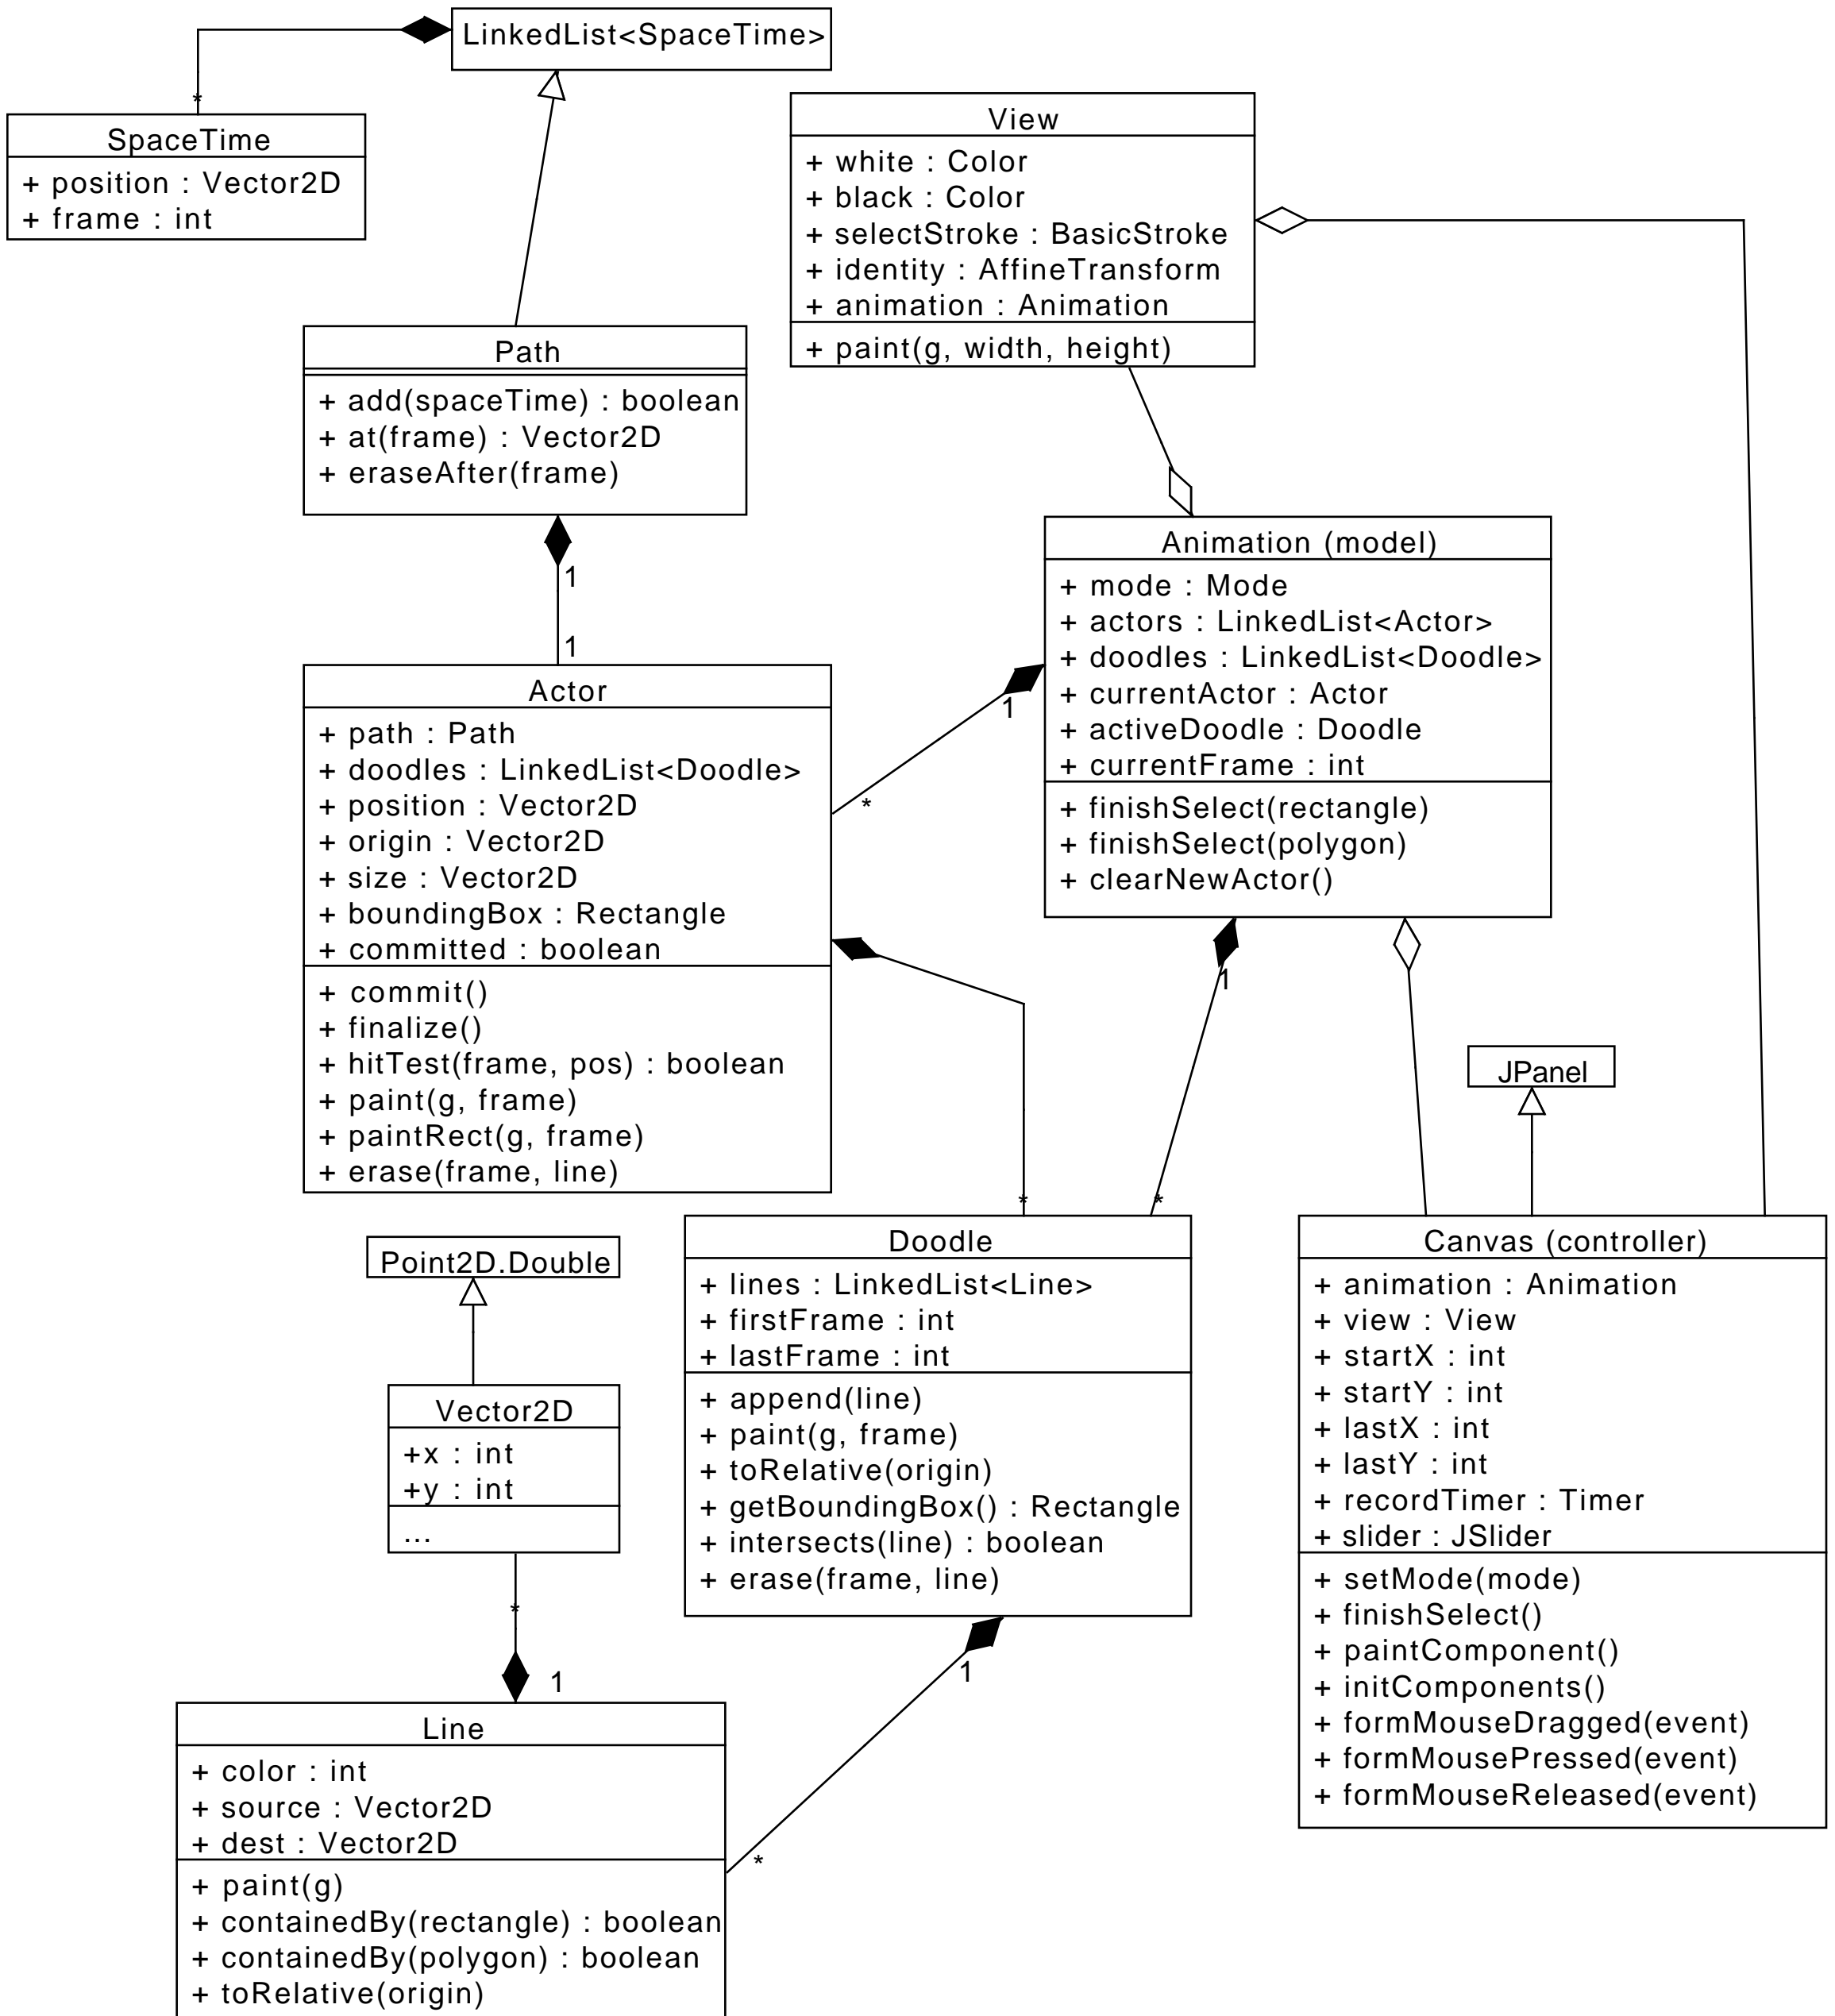 LinkedList<SpaceTime>
*
SpaceTime
+ position : Vector2D
+ frame : int
View
+ white : Color
+ black : Color
+ selectStroke : BasicStroke
+ identity : AffineTransform
+ animation : Animation
+ paint(g, width, height)
Path
+ add(spaceTime) : boolean
+ at(frame) : Vector2D
+ eraseAfter(frame)
1
1
Animation (model)
+ mode : Mode
+ actors : LinkedList<Actor>
+ doodles : LinkedList<Doodle>
+ currentActor : Actor
+ activeDoodle : Doodle
+ currentFrame : int
+ finishSelect(rectangle)
+ finishSelect(polygon)
+ clearNewActor()
1
*
Actor
+ path : Path
+ doodles : LinkedList<Doodle>
+ position : Vector2D
+ origin : Vector2D
+ size : Vector2D
+ boundingBox : Rectangle
+ committed : boolean
+ commit()
+ finalize()
+ hitTest(frame, pos) : boolean
+ paint(g, frame)
+ paintRect(g, frame)
+ erase(frame, line)
1
*
*
JPanel
Point2D.Double
Vector2D
+x : int
+y : int
...
*
1
Doodle
+ lines : LinkedList<Line>
+ firstFrame : int
+ lastFrame : int
+ append(line)
+ paint(g, frame)
+ toRelative(origin)
+ getBoundingBox() : Rectangle
+ intersects(line) : boolean
+ erase(frame, line)
1
*
Canvas (controller)
+ animation : Animation
+ view : View
+ startX : int
+ startY : int
+ lastX : int
+ lastY : int
+ recordTimer : Timer
+ slider : JSlider
+ setMode(mode)
+ finishSelect()
+ paintComponent()
+ initComponents()
+ formMouseDragged(event)
+ formMousePressed(event)
+ formMouseReleased(event)
Line
+ color : int
+ source : Vector2D
+ dest : Vector2D
+ paint(g)
+ containedBy(rectangle) : boolean
+ containedBy(polygon) : boolean
+ toRelative(origin)